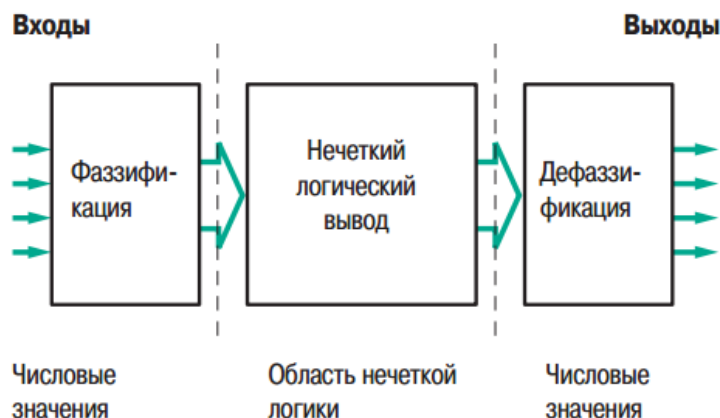 Входы
Выходы
Фаззифи-
кация
Нечеткий
логический
вывод
Дефаззи-
фикация
Числовые
значения
Область нечеткой
логики
Числовые
значения